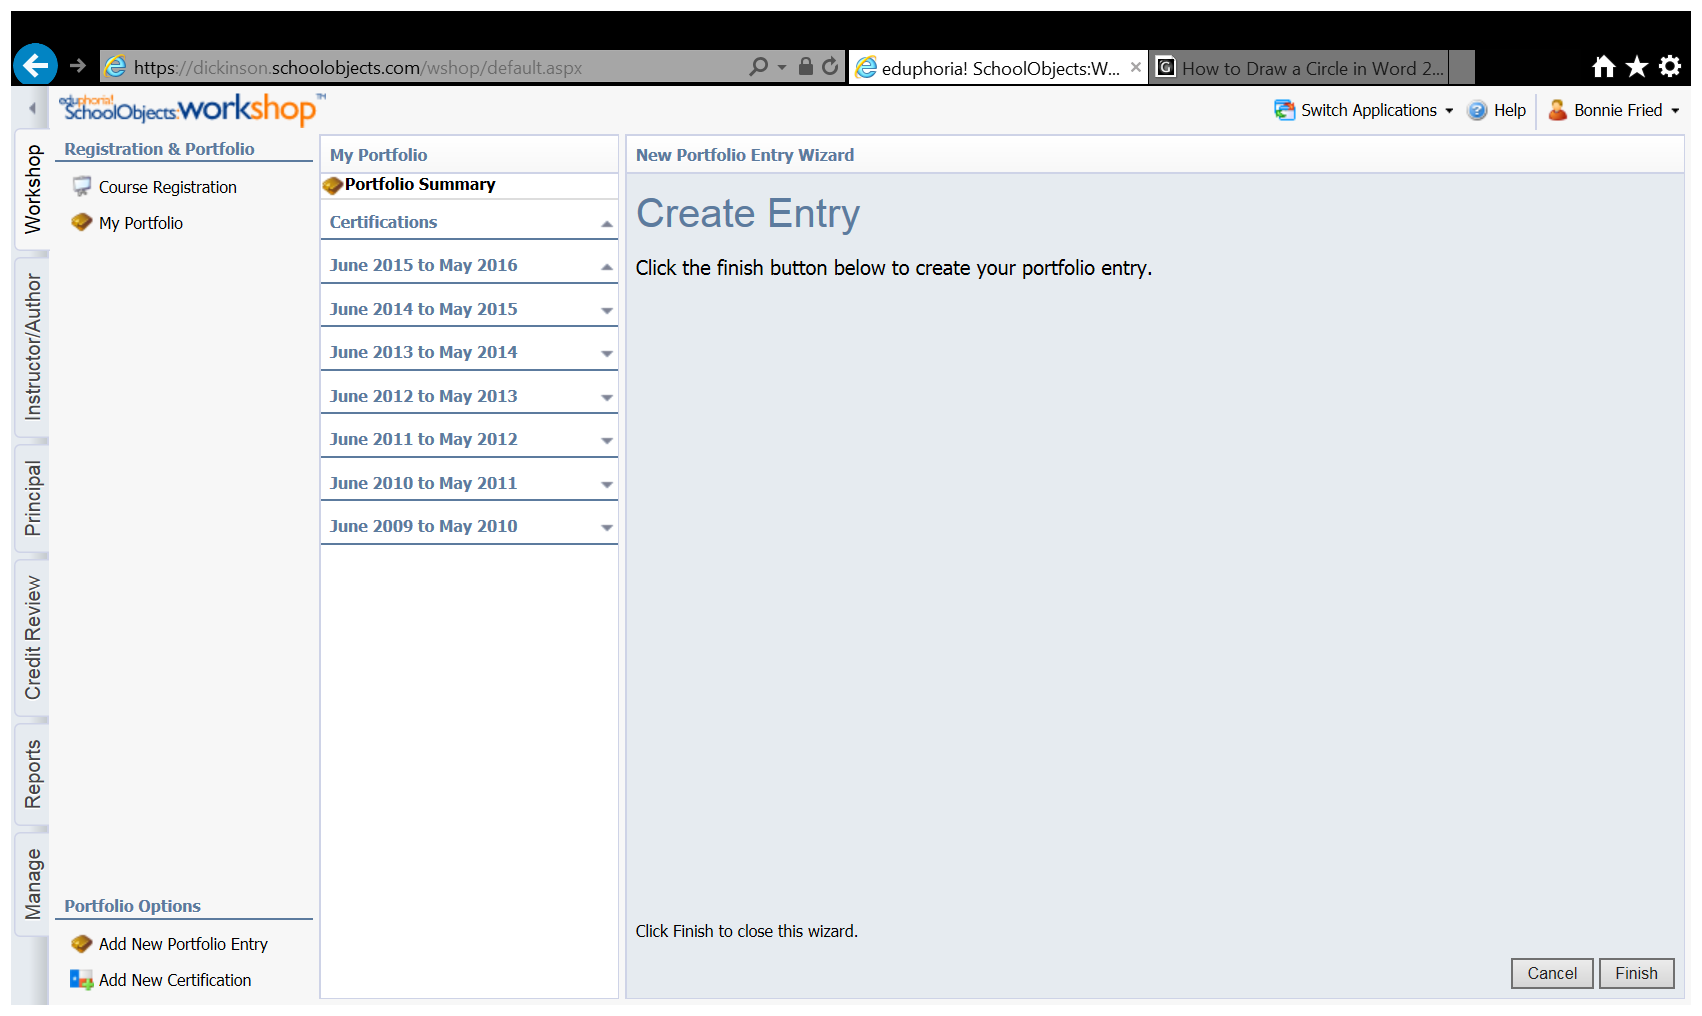 https://dickinson.schoolobjects.com/wshop/default.aspx
eduphoria! SchoolObjects:W... ×
G How to Draw a Circle in Word 2...
eduphoria!
SchoolObjects:workshop™
Switch Applications
Help
Bonnie Fried
Workshop
Instructor/Author
Principal
Credit Review
Reports
Manage
Registration & Portfolio
Course Registration
My Portfolio
Portfolio Options
Add New Portfolio Entry
Add New Certification
My Portfolio
Portfolio Summary
Certifications
June 2015 to May 2016
June 2014 to May 2015
June 2013 to May 2014
June 2012 to May 2013
June 2011 to May 2012
June 2010 to May 2011
June 2009 to May 2010
New Portfolio Entry Wizard
Create Entry
Click the finish button below to create your portfolio entry.
Click Finish to close this wizard.
Cancel
Finish